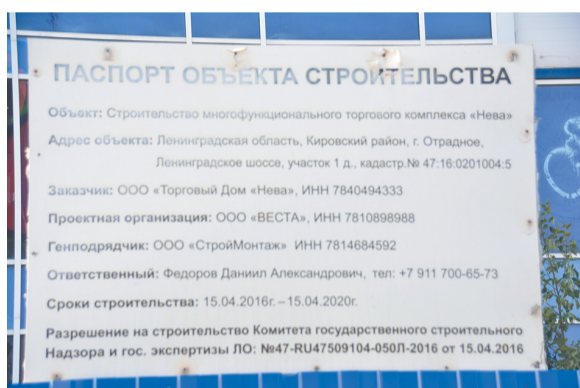 ПАСПОРТ ОБЪЕКТА СТРОИТЕЛЬСТВА
Объект: Строительство многофункционального торгового комплекса «Нева»
Адрес объекта: Ленинградская область, Кировский район, г. Отрадное,
Ленинградское шоссе, участок 1 д., кадастр.№ 47:16:0201004:5
Заказчик: ООО «Торговый Дом «Нева», ИНН 7840494333
Проектная организация: ООО «ВЕСТА», ИНН 7810898988
Генподрядчик: ООО «СтройМонтаж» ИНН 7814684592
Ответственный: Федоров Даниил Александрович, тел: +7 911 700-65-73
Сроки строительства: 15.04.2016г. – 15.04.2020г.
Разрешение на строительство Комитета государственного строительного
Надзора и гос. экспертизы ЛО: №47-RU47509104-050Л-2016 от 15.04.2016